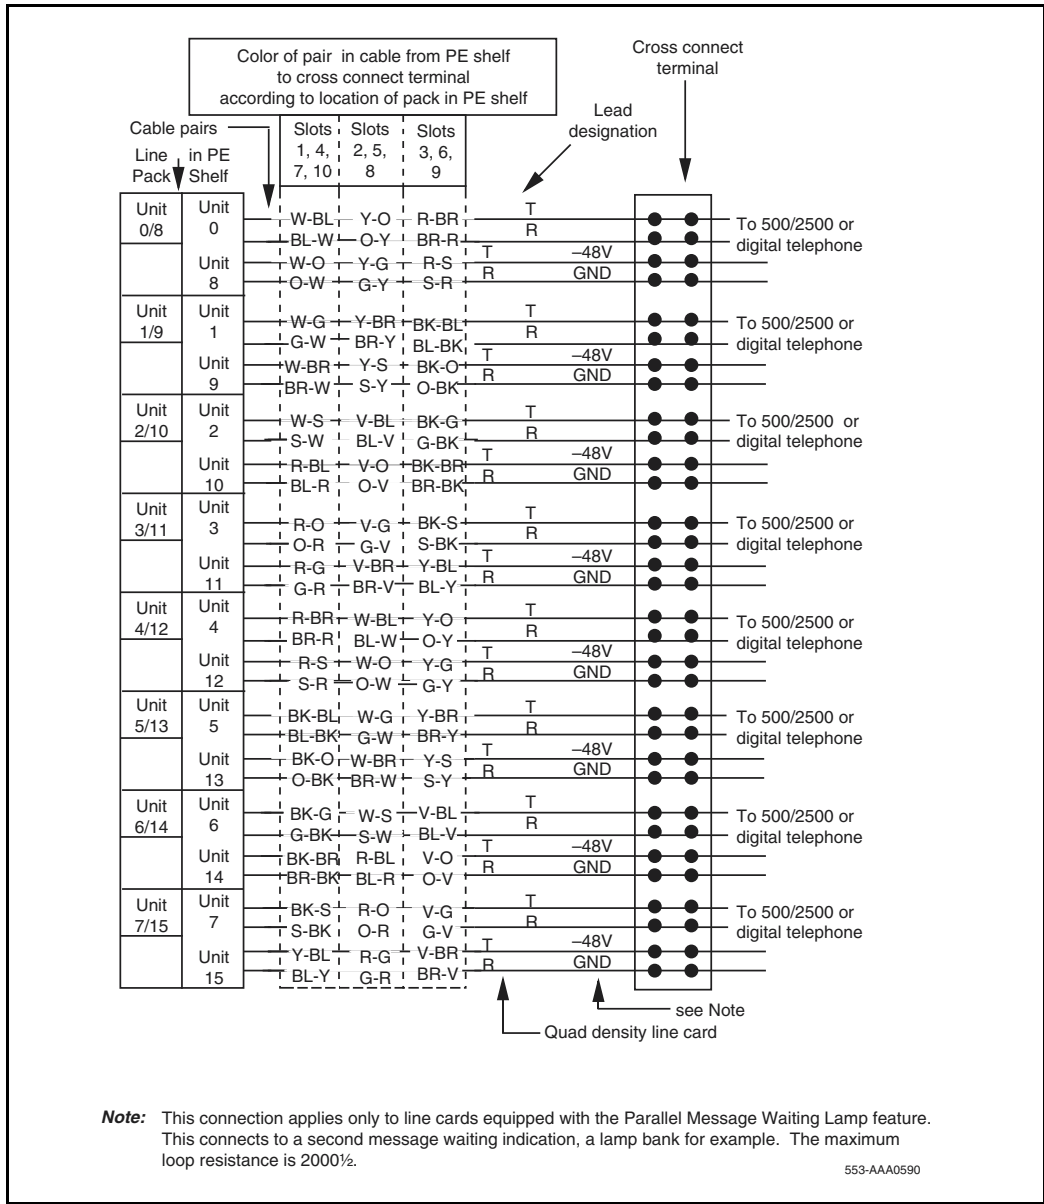 Color of pair in cable from PE shelf
to cross connect terminal
according to location of pack in PE shelf
Cross connect
terminal
Lead
designation
Cable pairs
Line Pack
in PE Shelf
Slots 1, 4, 7, 10
Slots 2, 5, 8
Slots 3, 6, 9
Unit 0/8 Unit 0 W-BL Y-O R-BR T To 500/2500 or
BL-W O-Y BR-R R digital telephone
Unit 8 W-O Y-G R-S T –48V
O-W G-Y S-R R GND
Unit 1/9 Unit 1 W-G Y-BR BK-BL T To 500/2500 or
G-W BR-Y BL-BK R digital telephone
Unit 9 W-BR Y-S BK-O T –48V
BR-W S-Y O-BK R GND
Unit 2/10 Unit 2 W-S V-BL BK-G T To 500/2500 or
S-W BL-V G-BK R digital telephone
Unit 10 R-BL V-O BK-BR T –48V
BL-R O-V BR-BK R GND
Unit 3/11 Unit 3 R-O V-G BK-S T To 500/2500 or
O-R G-V S-BK R digital telephone
Unit 11 R-G V-BR Y-BL T –48V
G-R BR-V BL-Y R GND
Unit 4/12 Unit 4 R-BR W-BL Y-O T To 500/2500 or
BR-R BL-W O-Y R digital telephone
Unit 12 R-S W-O Y-G T –48V
S-R O-W G-Y R GND
Unit 5/13 Unit 5 BK-BL W-G Y-BR T To 500/2500 or
BL-BK G-W BR-Y R digital telephone
Unit 13 BK-O W-BR Y-S T –48V
O-BK BR-W S-Y R GND
Unit 6/14 Unit 6 BK-G W-S V-BL T To 500/2500 or
G-BK S-W BL-V R digital telephone
Unit 14 BK-BR R-BL V-O T –48V
BR-BK BL-R O-V R GND
Unit 7/15 Unit 7 BK-S R-O V-G T To 500/2500 or
S-BK O-R G-V R digital telephone
Unit 15 Y-BL R-G V-BR T –48V
BL-Y G-R BR-V R GND
see Note
Quad density line card
Note: This connection applies only to line cards equipped with the Parallel Message Waiting Lamp feature.
This connects to a second message waiting indication, a lamp bank for example. The maximum
loop resistance is 2000½.
553-AAA0590